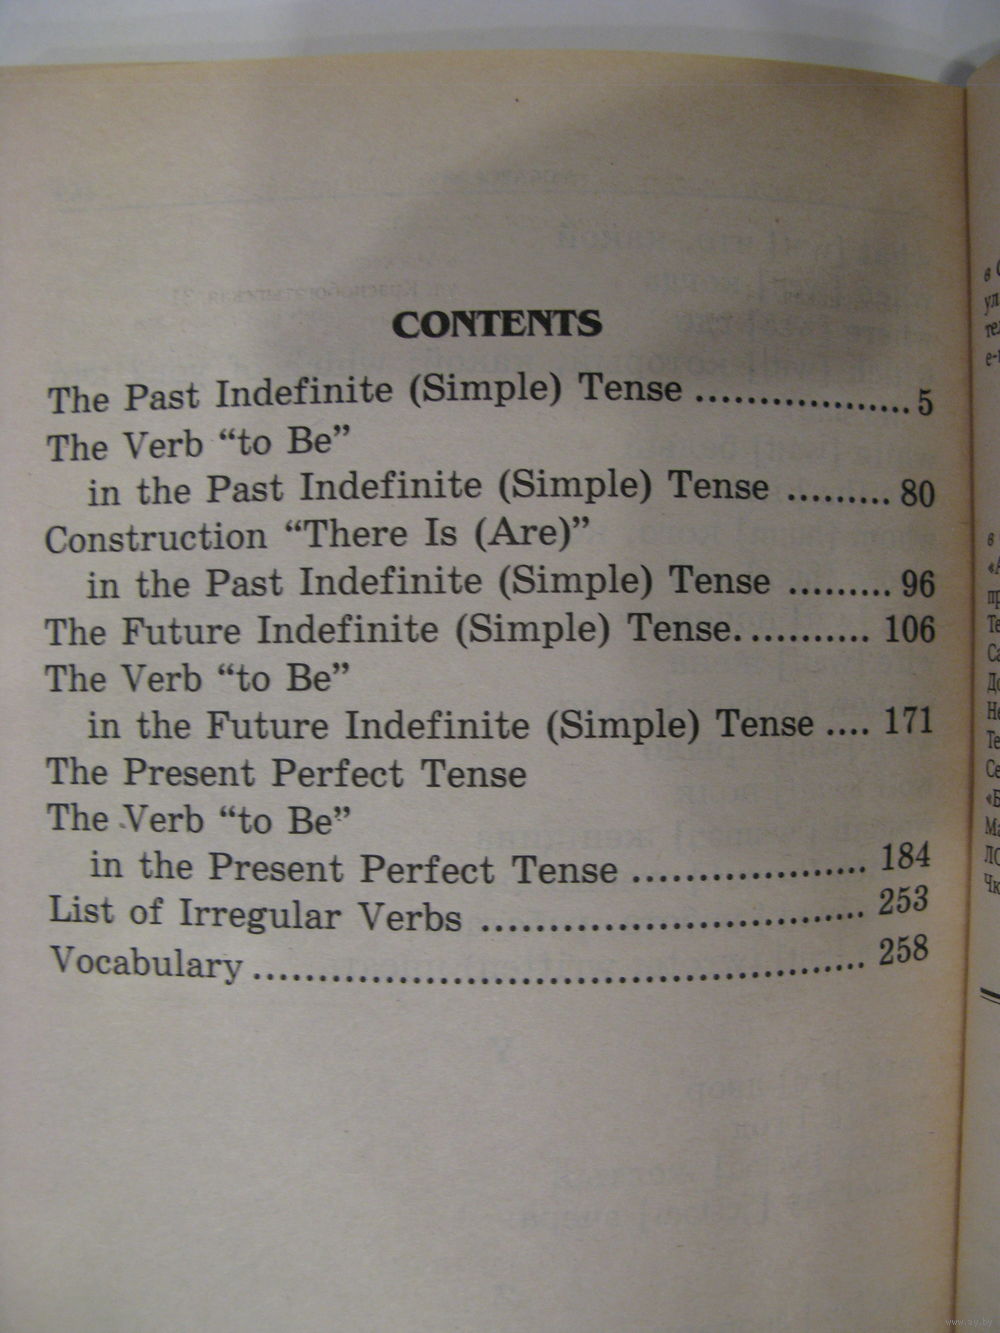 CONTENTS
The Past Indefinite (Simple) Tense .................. 5
The Verb “to Be”
in the Past Indefinite (Simple) Tense ......... 80
Construction “There Is (Are)”
in the Past Indefinite (Simple) Tense ......... 96
The Future Indefinite (Simple) Tense........... 106
The Verb “to Be”
in the Future Indefinite (Simple) Tense .... 171
The Present Perfect Tense
The Verb “to Be”
in the Present Perfect Tense .................... 184
List of Irregular Verbs ................................ 253
Vocabulary .................................................. 258
www.ay.by